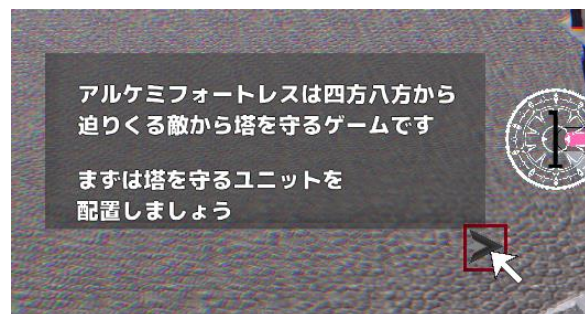 アルケミフォートレスは四方八方から
迫りくる敵から塔を守るゲームです
まずは塔を守るユニットを
配置しましょう